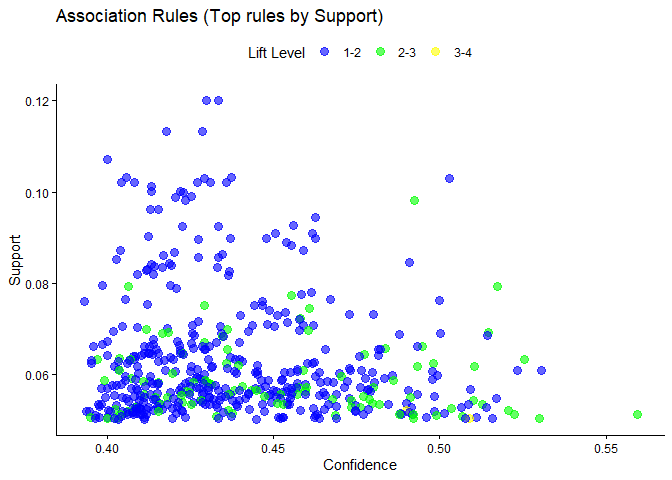 Association Rules (Top rules by Support)
Lift Level 1-2 2-3 3-4
0.12
0.10
0.08
0.06
Support
0.40 0.45 0.50 0.55
Confidence